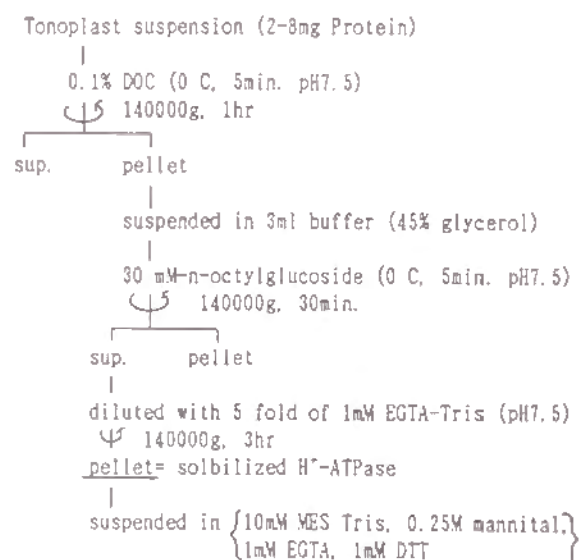 Tonoplast suspension (2-8mg Protein)
0.1% DOC (0 C, 5min. pH7.5)
140000g, 1hr
sup. pellet
suspended in 3ml buffer (45% glycerol)
30 mM-n-octylglucoside (0 C, 5min. pH7.5)
140000g, 30min.
sup. pellet
diluted with 5 fold of 1mM EGTA-Tris (pH7.5)
140000g, 3hr
pellet= solbilized H⁺-ATPase
suspended in {10mM MES Tris, 0.25M mannital,
1mM EGTA, 1mM DTT}